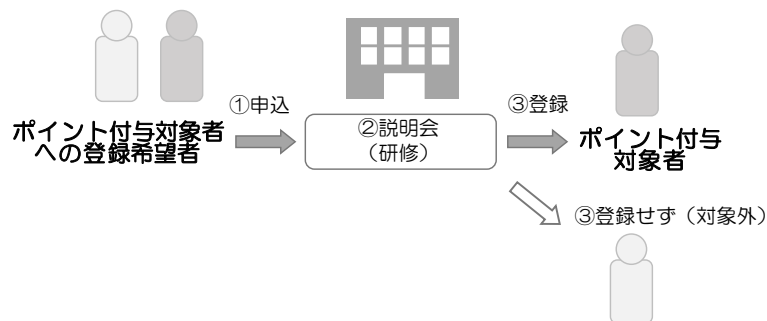 ポイント付与対象者
への登録希望者
①申込
②説明会
（研修）
③登録
ポイント付与
対象者
③登録せず（対象外）